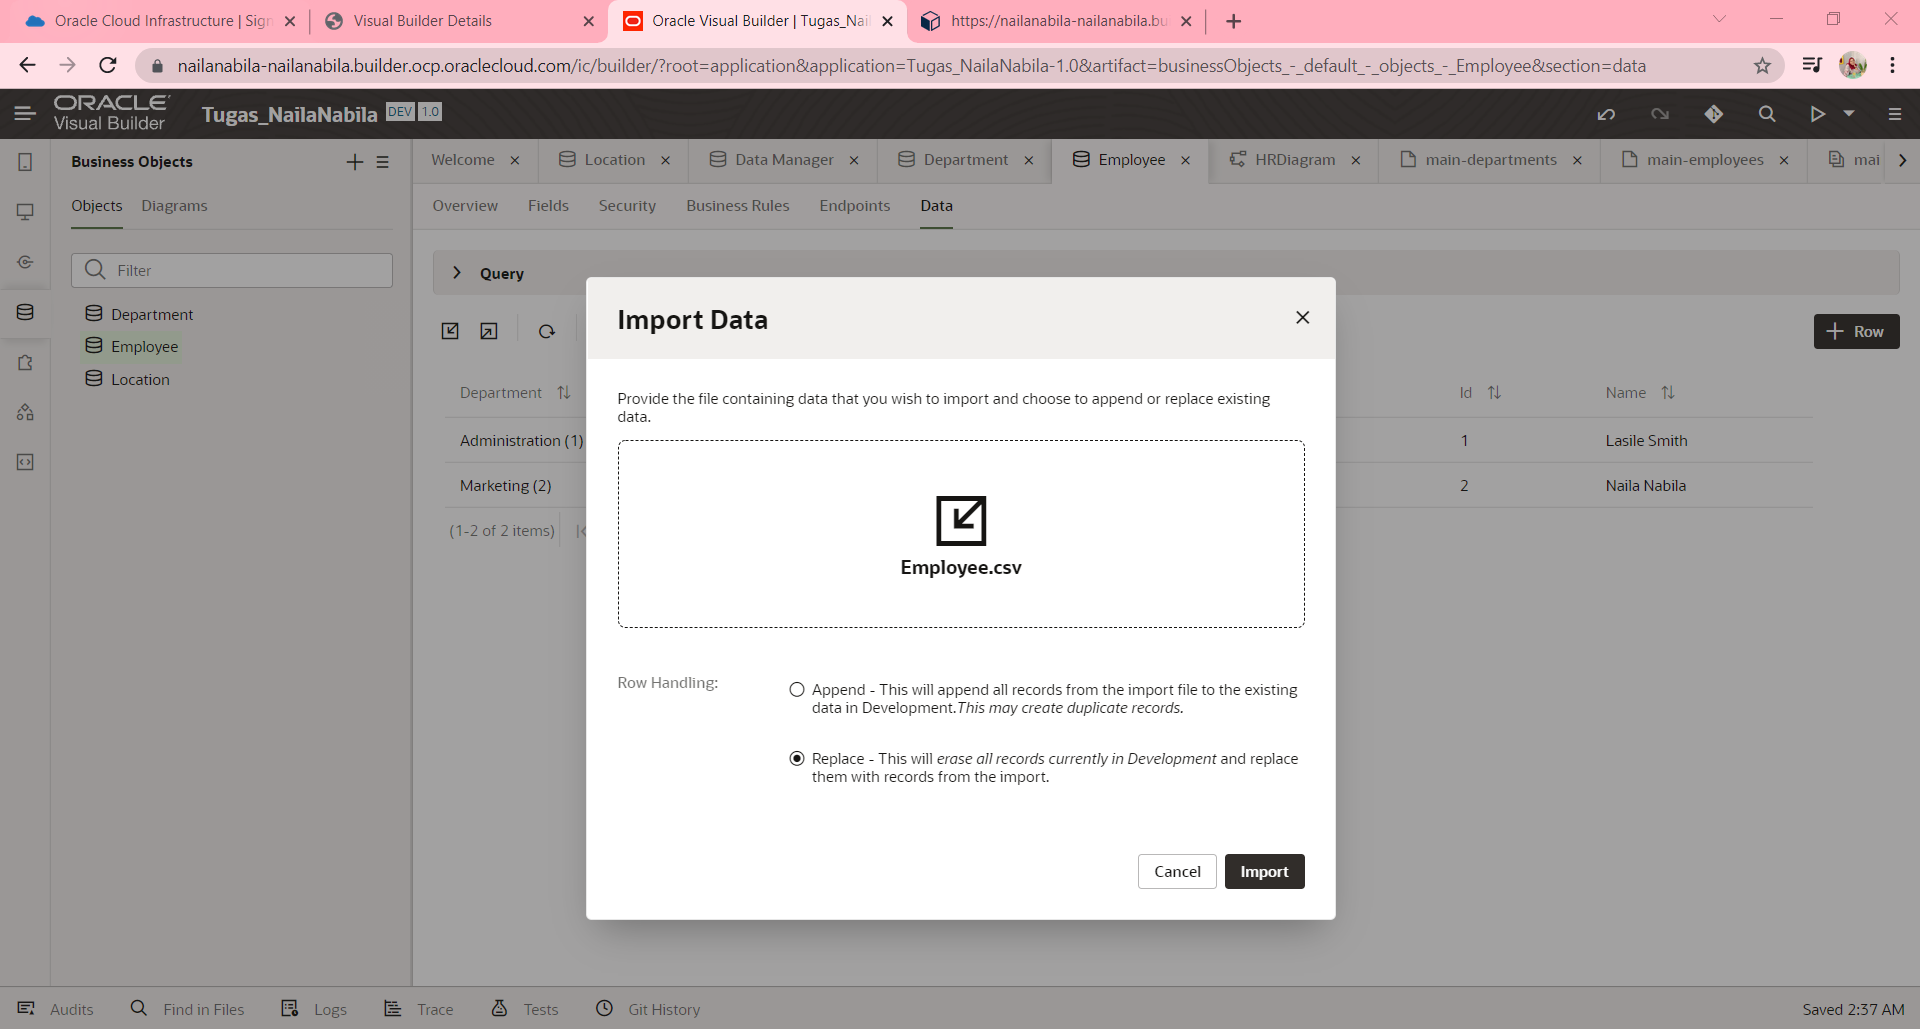 Oracle Cloud Infrastructure | Sign
Visual Builder Details
Oracle Visual Builder | Tugas_Nail
https://nailanabila-nailanabila.bu
nailanabila-nailanabila.builder.ocp.oraclecloud.com/ic/builder/?root=application&application=Tugas_NailaNabila-1.0&artifact=businessObjects_-_default_-_objects_-_Employee&section=data
ORACLE
Visual Builder
Tugas_NailaNabila DEV 1.0
Business Objects
Welcome
Location
Data Manager
Department
Employee
HRDiagram
main-departments
main-employees
mai
Objects Diagrams
Overview Fields Security Business Rules Endpoints Data
Filter
Department
Employee
Location
Query
Row
Department
Id
Name
Administration (1)
1
Lasile Smith
Marketing (2)
2
Naila Nabila
(1-2 of 2 items)
Import Data
Provide the file containing data that you wish to import and choose to append or replace existing
data.
Employee.csv
Row Handling:
Append - This will append all records from the import file to the existing
data in Development.This may create duplicate records.
Replace - This will erase all records currently in Development and replace
them with records from the import.
Cancel Import
Audits Find in Files Logs Trace Tests Git History
Saved 2:37 AM